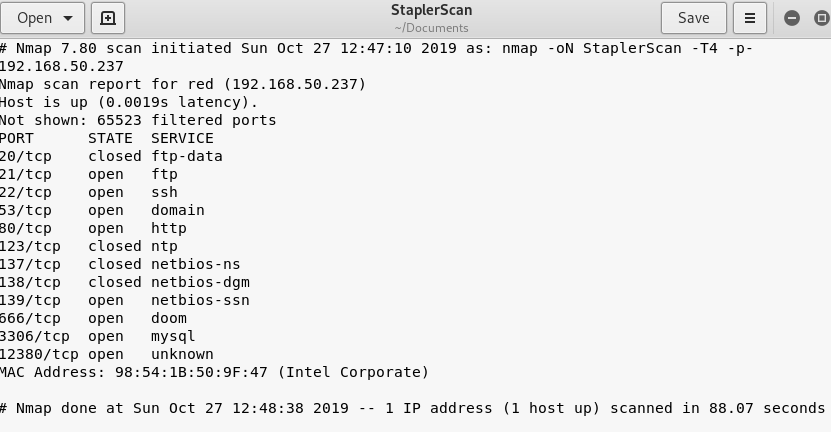 Open
StaplerScan
~/Documents
Save
# Nmap 7.80 scan initiated Sun Oct 27 12:47:10 2019 as: nmap -oN StaplerScan -T4 -p-
192.168.50.237
Nmap scan report for red (192.168.50.237)
Host is up (0.0019s latency).
Not shown: 65523 filtered ports
PORT      STATE  SERVICE
20/tcp    closed ftp-data
21/tcp    open   ftp
22/tcp    open   ssh
53/tcp    open   domain
80/tcp    open   http
123/tcp   closed ntp
137/tcp   closed netbios-ns
138/tcp   closed netbios-dgm
139/tcp   open   netbios-ssn
666/tcp   open   doom
3306/tcp  open   mysql
12380/tcp open   unknown
MAC Address: 98:54:1B:50:9F:47 (Intel Corporate)
# Nmap done at Sun Oct 27 12:48:38 2019 -- 1 IP address (1 host up) scanned in 88.07 seconds